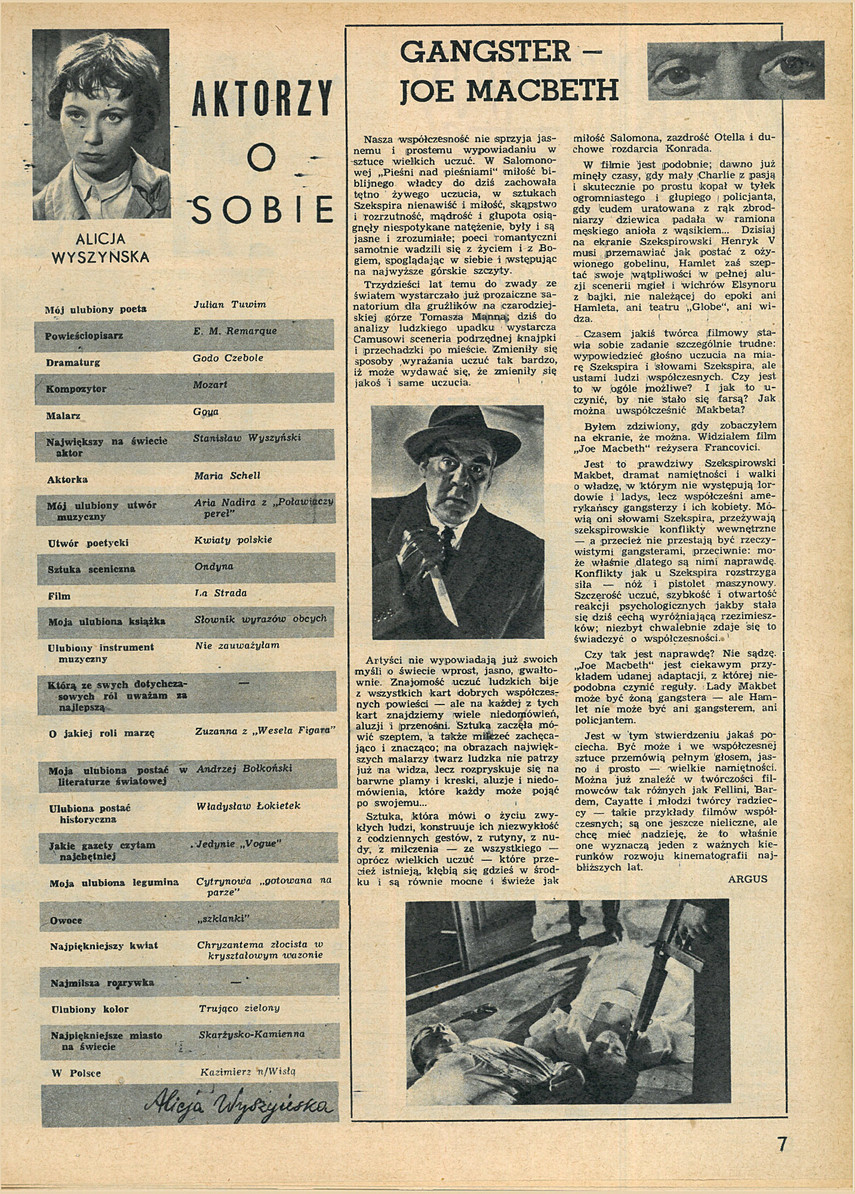 AKTORZY
O
SOBIE
ALICJA
WYSZYNSKA
Mój ulubiony poeta Julian Tuwim
Powieściopisarz E. M. Remarque
Dramaturg Godo Czebole
Kompozytor Mozart
Malarz Goya
Największy na świecie Stanisław Wyszyński
aktor
Aktorka Maria Schell
Mój ulubiony utwór Aria Nadira z „Poławiaczy
muzyczny pereł"
Utwór poetycki Kwiaty polskie
Sztuka sceniczna Ondyna
Film La Strada
Moja ulubiona książka Słownik wyrazów obcych
Ulubiony instrument Nie zauważyłam
muzyczny
Którą ze swych dotychcza- —
sowych ról uważam za
najlepszą
O jakiej roli marzę Zuzanna z „Wesela Figara"
Moja ulubiona postać w Andrzej Bołkoński
literaturze światowej
Ulubiona postać Władysław Łokietek
historyczna
Jakie gazety czytam Jedynie „Vogue"
najchętniej
Moja ulubiona legumina Cytrynowa „gotowana na
parze"
Owoce „szklanki"
Najpiękniejszy kwiat Chryzantema złocista w
kryształowym wazonie
Najmilsza rozrywka —
Ulubiony kolor Trująco zielony
Najpiękniejsze miasto Skarżysko-Kamienna
na świecie
W Polsce Kazimierz n/Wisłą
Alicja Wyszyńska
GANGSTER —
JOE MACBETH
Nasza współczesność nie sprzyja jas-
nemu i prostemu wypowiadaniu w
sztuce wielkich uczuć. W Salomono-
wej „Pieśni nad pieśniami" miłość bi-
blijnego władcy do dziś zachowała
tętno żywego uczucia, w sztukach
Szekspira nienawiść i miłość, skąpstwo
i rozrzutność, mądrość i głupota osią-
gnęły niespotykane natężenie, były i są
jasne i zrozumiałe; poeci romantyczni
samotnie wadzili się z życiem i z Bo-
giem, spoglądając w siebie i wstępując
na najwyższe górskie szczyty.
Trzydzieści lat temu do zwady ze
światem wystarczało już prozaiczne sa-
natorium dla gruźlików na czarodziej-
skiej górze Tomasza Manna; dziś do
analizy ludzkiego upadku wystarcza
Camusowi sceneria podrzędnej knajpki
i przechadzki po mieście. Zmieniły się
sposoby wyrażania uczuć tak bardzo,
iż może wydawać się, że zmieniły się
jakoś i same uczucia.
Artyści nie wypowiadają już swoich
myśli o świecie wprost, jasno, gwałto-
wnie. Znajomość uczuć ludzkich bije
z wszystkich kart dobrych współczes-
nych powieści — ale na każdej z tych
kart znajdziemy wiele niedomówień,
aluzji i przenośni. Sztuka zaczęła mó-
wić szeptem, a także milczeć zachęca-
jąco i znacząco; na obrazach najwięk-
szych malarzy twarz ludzka nie patrzy
już na widza, lecz rozpryskuje się na
barwne plamy i kreski, aluzje i niedo-
mówienia, które każdy może pojąć
po swojemu...
Sztuka, która mówi o życiu zwy-
kłych ludzi, konstruuje ich niezwykłość
z codziennych gestów, z rutyny, z nu-
dy, z milczenia — ze wszystkiego —
oprócz wielkich uczuć — które prze-
cież istnieją, kłębią się gdzieś w środ-
ku i są równie mocne i świeże jak
miłość Salomona, zazdrość Otella i du-
chowe rozdarcia Konrada.
W filmie jest podobnie; dawno już
minęły czasy, gdy mały Charlie z pasją
i skutecznie po prostu kopał w tyłek
ogromniastego i głupiego policjanta,
gdy cudem uratowana z rąk zbrod-
niarzy dziewica padała w ramiona
męskiego anioła z wąsikiem... Dzisiaj
na ekranie Szekspirowski Henryk V
musi przemawiać jak postać z oży-
wionego gobelinu, Hamlet zaś szep-
tać swoje wątpliwości w pełnej alu-
zji scenerii mgieł i wichrów Elsynoru
z bajki, nie należącej do epoki ani
Hamleta, ani teatru „Globe", ani wi-
dza.
Czasem jakiś twórca filmowy sta-
wia sobie zadanie szczególnie trudne:
wypowiedzieć głośno uczucia na mia-
rę Szekspira i słowami Szekspira, ale
ustami ludzi współczesnych. Czy jest
to w ogóle możliwe? I jak to u-
czynić, by nie stało się farsą? Jak
można uwspółcześnić Makbeta?
Byłem zdziwiony, gdy zobaczyłem
na ekranie, że można. Widziałem film
„Joe Macbeth" reżysera Francovici.
Jest to prawdziwy Szekspirowski
Makbet, dramat namiętności i walki
o władzę, w którym nie występują lor-
dowie i ladys, lecz współcześni ame-
rykańscy gangsterzy i ich kobiety. Mó-
wią oni słowami Szekspira, przeżywają
szekspirowskie konflikty wewnętrzne
— a przecież nie przestają być rzeczy-
wistymi gangsterami, przeciwnie: mo-
że właśnie dlatego są nimi naprawdę.
Konflikty jak u Szekspira rozstrzyga
siła — nóż i pistolet maszynowy.
Szczerość uczuć, szybkość i otwartość
reakcji psychologicznych jakby stała
się dziś cechą wyróżniającą rzezimiesz-
ków; niezbyt chwalebnie zdaje się to
świadczyć o współczesności.
Czy tak jest naprawdę? Nie sądzę.
„Joe Macbeth" jest ciekawym przy-
kładem udanej adaptacji, z której nie-
podobna czynić reguły. Lady Makbet
może być żoną gangstera — ale Ham-
let nie może być ani gangsterem, ani
policjantem.
Jest w tym stwierdzeniu jakaś po-
ciecha. Być może i we współczesnej
sztuce przemówią pełnym głosem, jas-
no i prosto — wielkie namiętności.
Można już znaleźć w twórczości fil-
mowców tak różnych jak Fellini, Bar-
dem, Cayatte i młodzi twórcy radziec-
cy — takie przykłady filmów współ-
czesnych; są one jeszcze nieliczne, ale
chcę mieć nadzieję, że to właśnie
one wyznaczą jeden z ważnych kie-
runków rozwoju kinematografii naj-
bliższych lat.
ARGUS
7